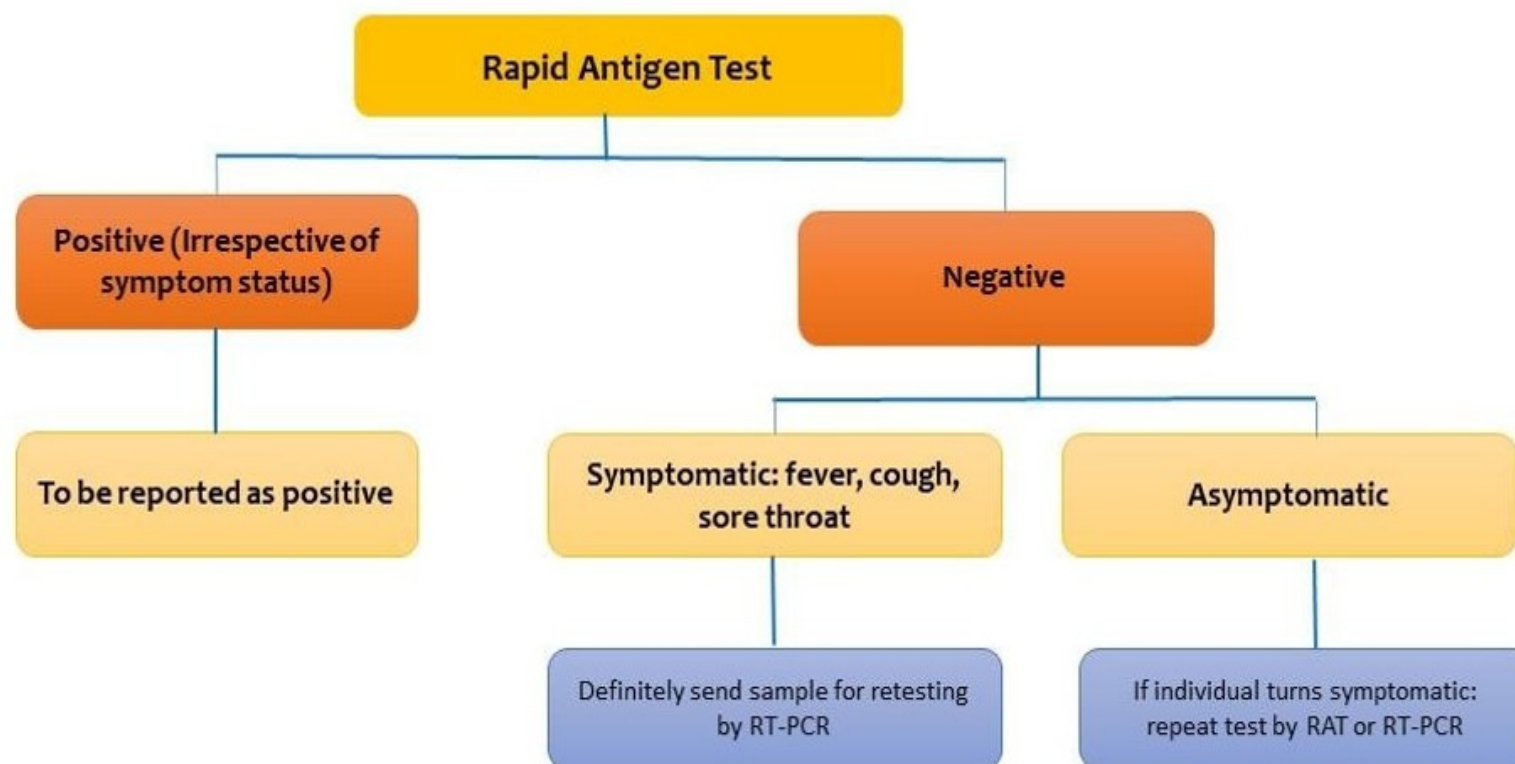 Rapid Antigen Test
Positive (Irrespective of
symptom status)
Negative
To be reported as positive
Symptomatic: fever, cough,
sore throat
Asymptomatic
Definitely send sample for retesting
by RT-PCR
If individual turns symptomatic:
repeat test by RAT or RT-PCR